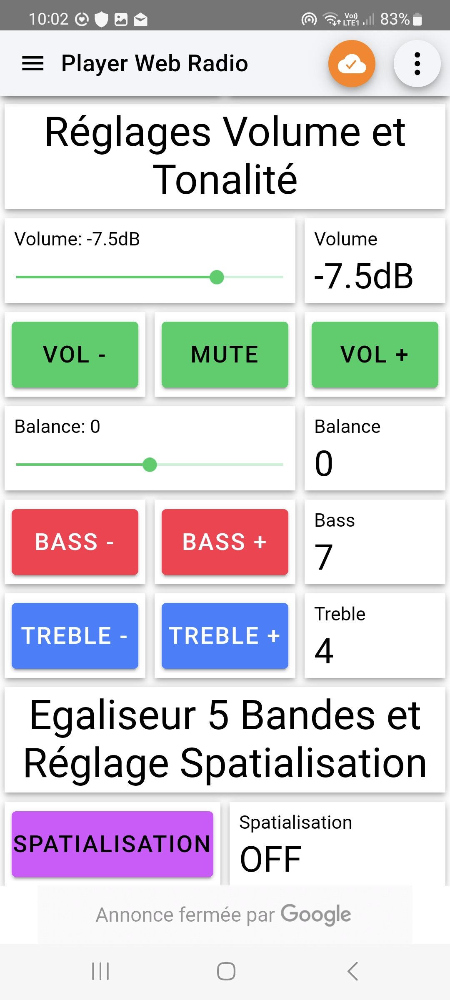 10:02
Vo)) LTE1 83%
Player Web Radio
Réglages Volume et
Tonalité
Volume: -7.5dB
Volume
-7.5dB
VOL -
MUTE
VOL +
Balance: 0
Balance
0
BASS -
BASS +
Bass
7
TREBLE -
TREBLE +
Treble
4
Egaliseur 5 Bandes et
Réglage Spatialisation
SPATIALISATION
Spatialisation
OFF
Annonce fermée par Google